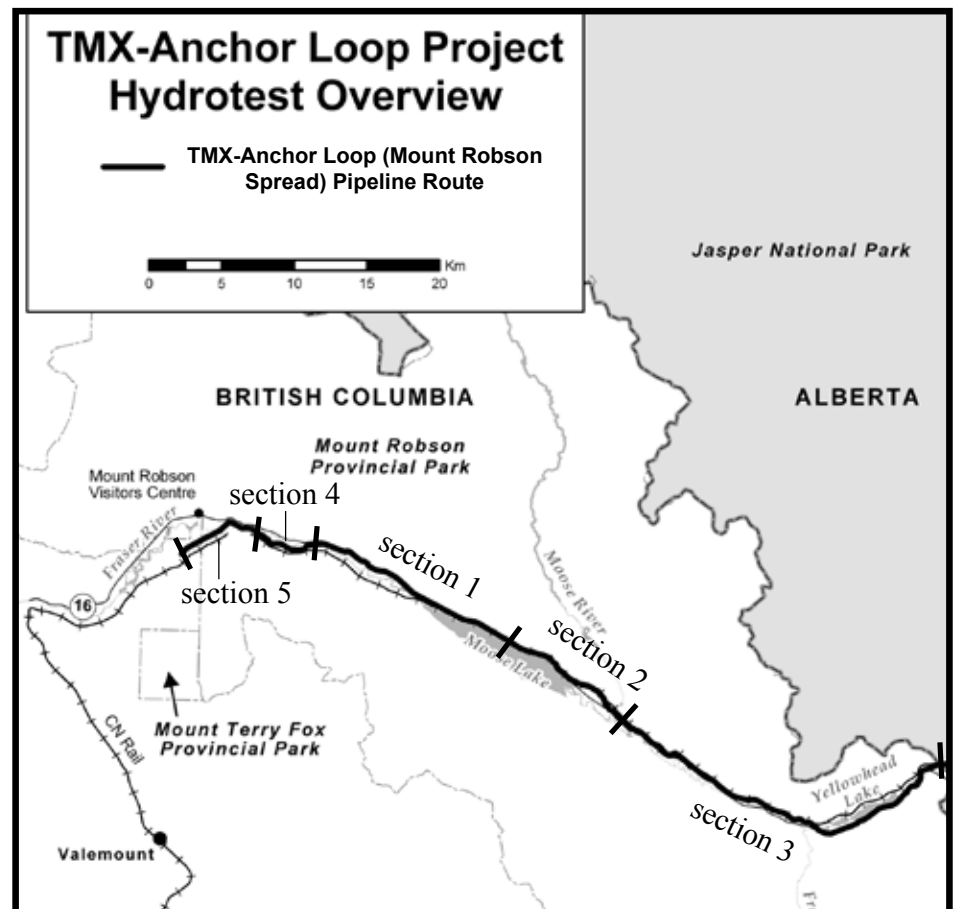 TMX-Anchor Loop Project
Hydrotest Overview
TMX-Anchor Loop (Mount Robson
Spread) Pipeline Route
Km
0 5 10 15 20
Jasper National Park
BRITISH COLUMBIA
ALBERTA
Mount Robson
Provincial Park
Mount Robson
Visitors Centre
section 4
Fraser River
section 1
Moose River
section 5
16
section 2
Moose Lake
CN Rail
Mount Terry Fox
Provincial Park
Yellowhead
Lake
section 3
Valemount